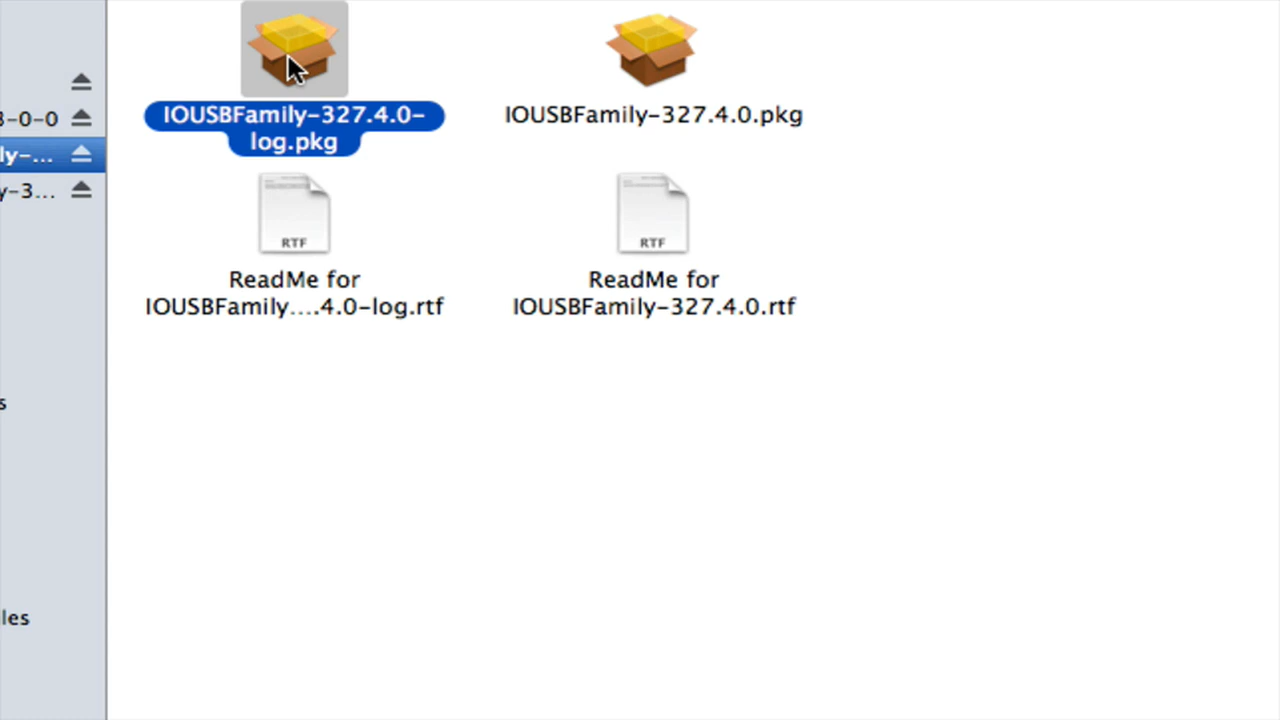 3-0-0
ly-...
y-3...
s
les
IOUSBFamily-327.4.0-
log.pkg
IOUSBFamily-327.4.0.pkg
RTF
RTF
ReadMe for
IOUSBFamily....4.0-log.rtf
ReadMe for
IOUSBFamily-327.4.0.rtf